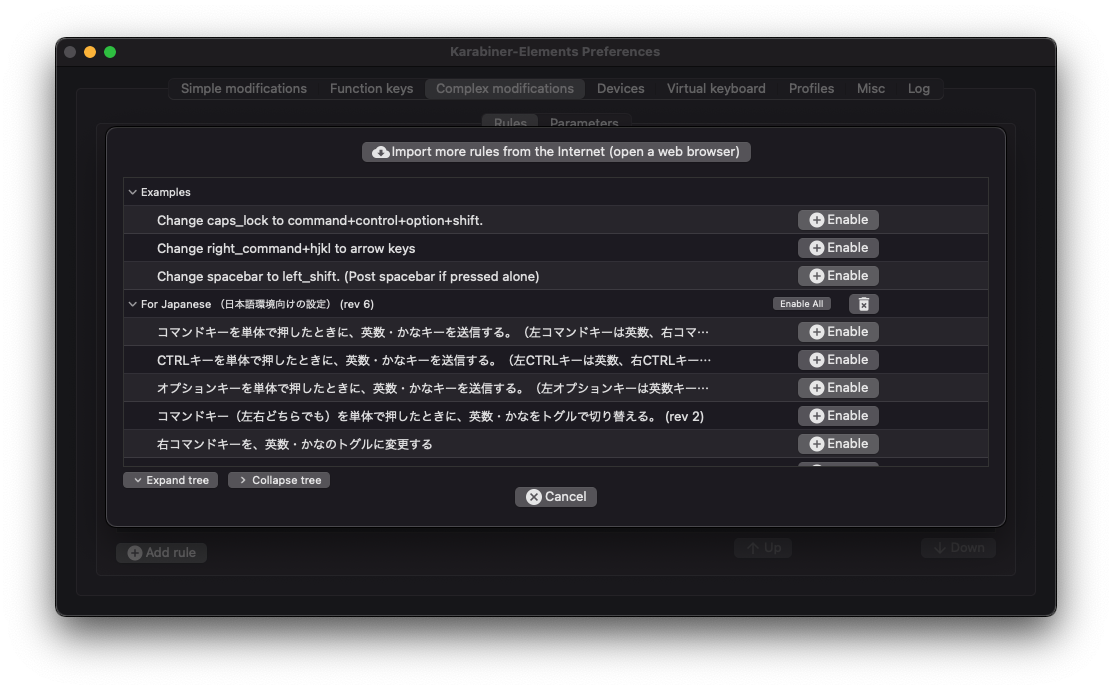 Karabiner-Elements Preferences
Simple modifications Function keys Complex modifications Devices Virtual keyboard Profiles Misc Log
Rules Parameters
Import more rules from the Internet (open a web browser)
Examples
Change caps_lock to command+control+option+shift. Enable
Change right_command+hjkl to arrow keys Enable
Change spacebar to left_shift. (Post spacebar if pressed alone) Enable
For Japanese （日本語環境向けの設定） (rev 6) Enable All
コマンドキーを単体で押したときに、英数・かなキーを送信する。（左コマンドキーは英数、右コマ… Enable
CTRLキーを単体で押したときに、英数・かなキーを送信する。（左CTRLキーは英数、右CTRLキー… Enable
オプションキーを単体で押したときに、英数・かなキーを送信する。（左オプションキーは英数キー… Enable
コマンドキー（左右どちらでも）を単体で押したときに、英数・かなをトグルで切り替える。 (rev 2) Enable
右コマンドキーを、英数・かなのトグルに変更する Enable
Expand tree Collapse tree
Cancel
Add rule Up Down